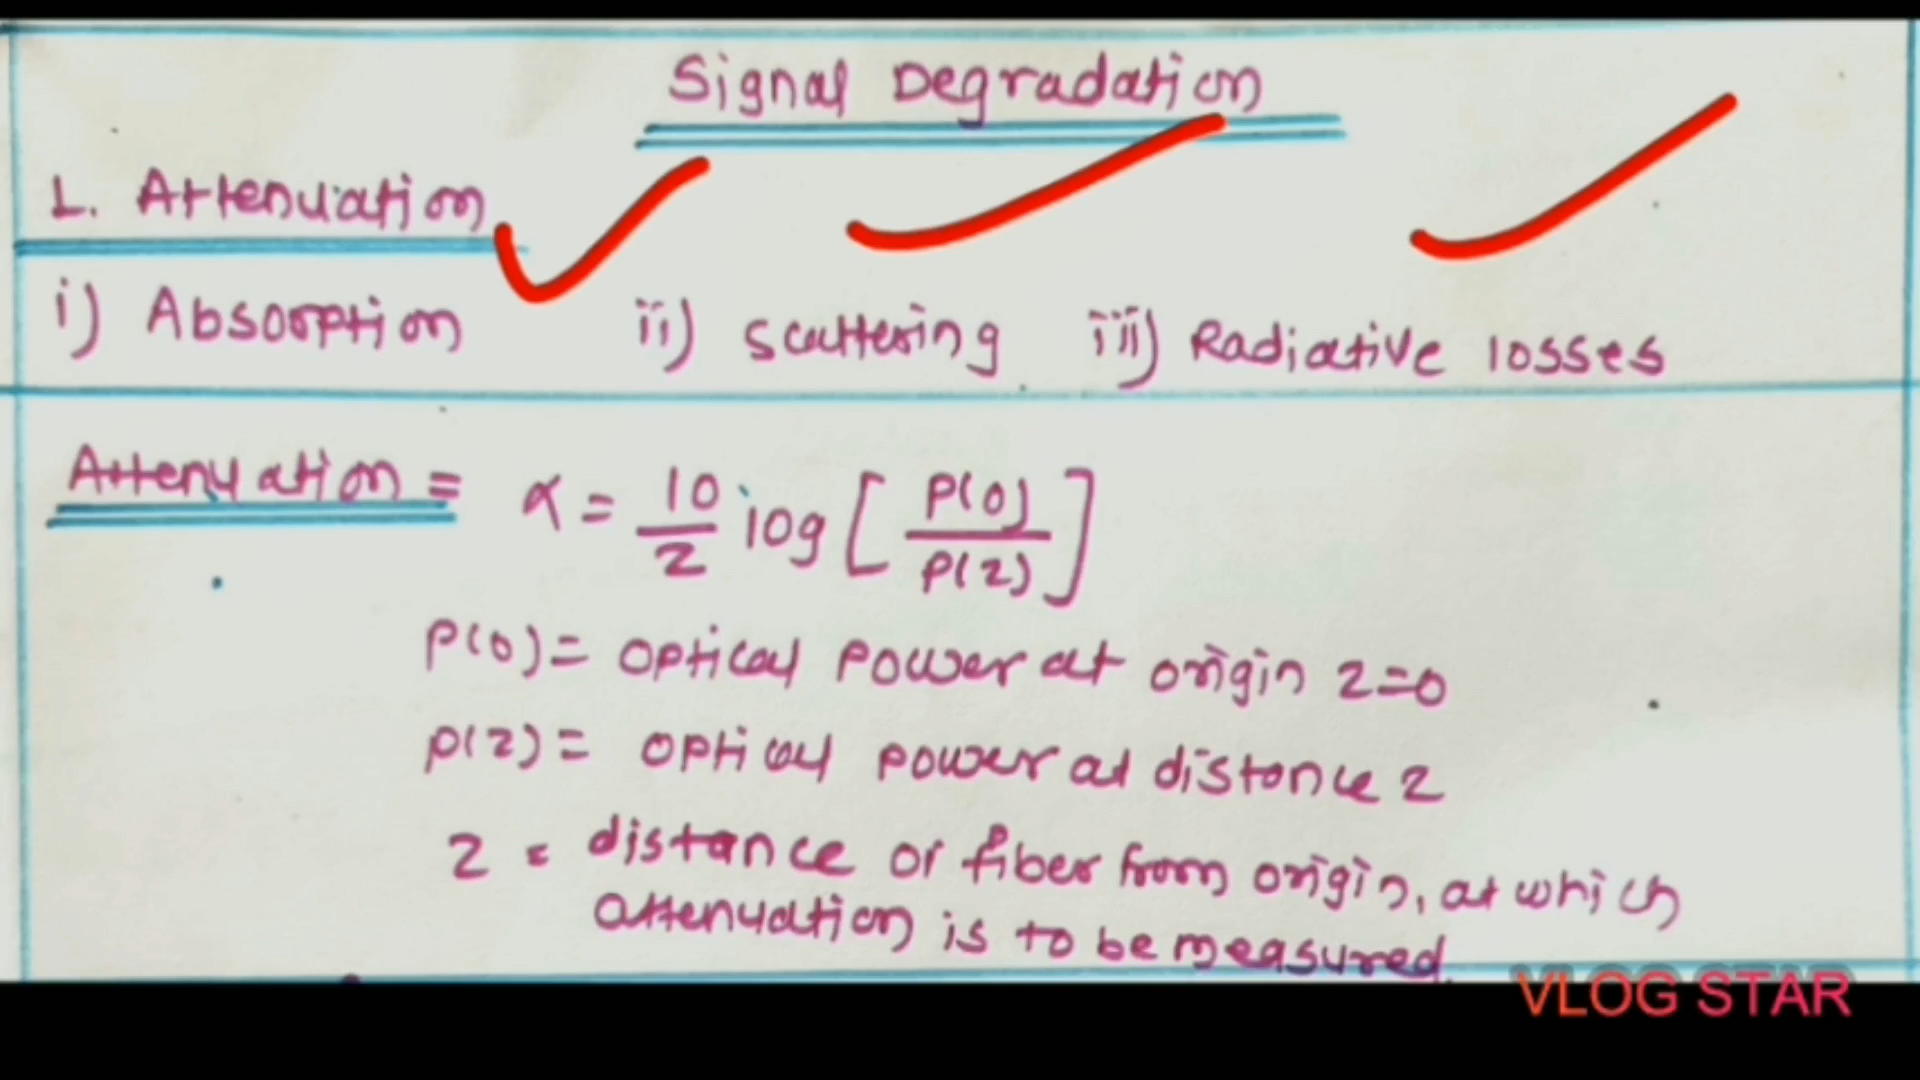 Signal Degradation
1. Attenuation
i) Absorption ii) Scattering iii) Radiative losses
Attenuation = α = 10/z log [P(0)/P(z)]
P(0) = optical power at origin z=0
P(z) = optical power at distance z
z = distance of fiber from origin, at which
attenuation is to be measured.
VLOG STAR